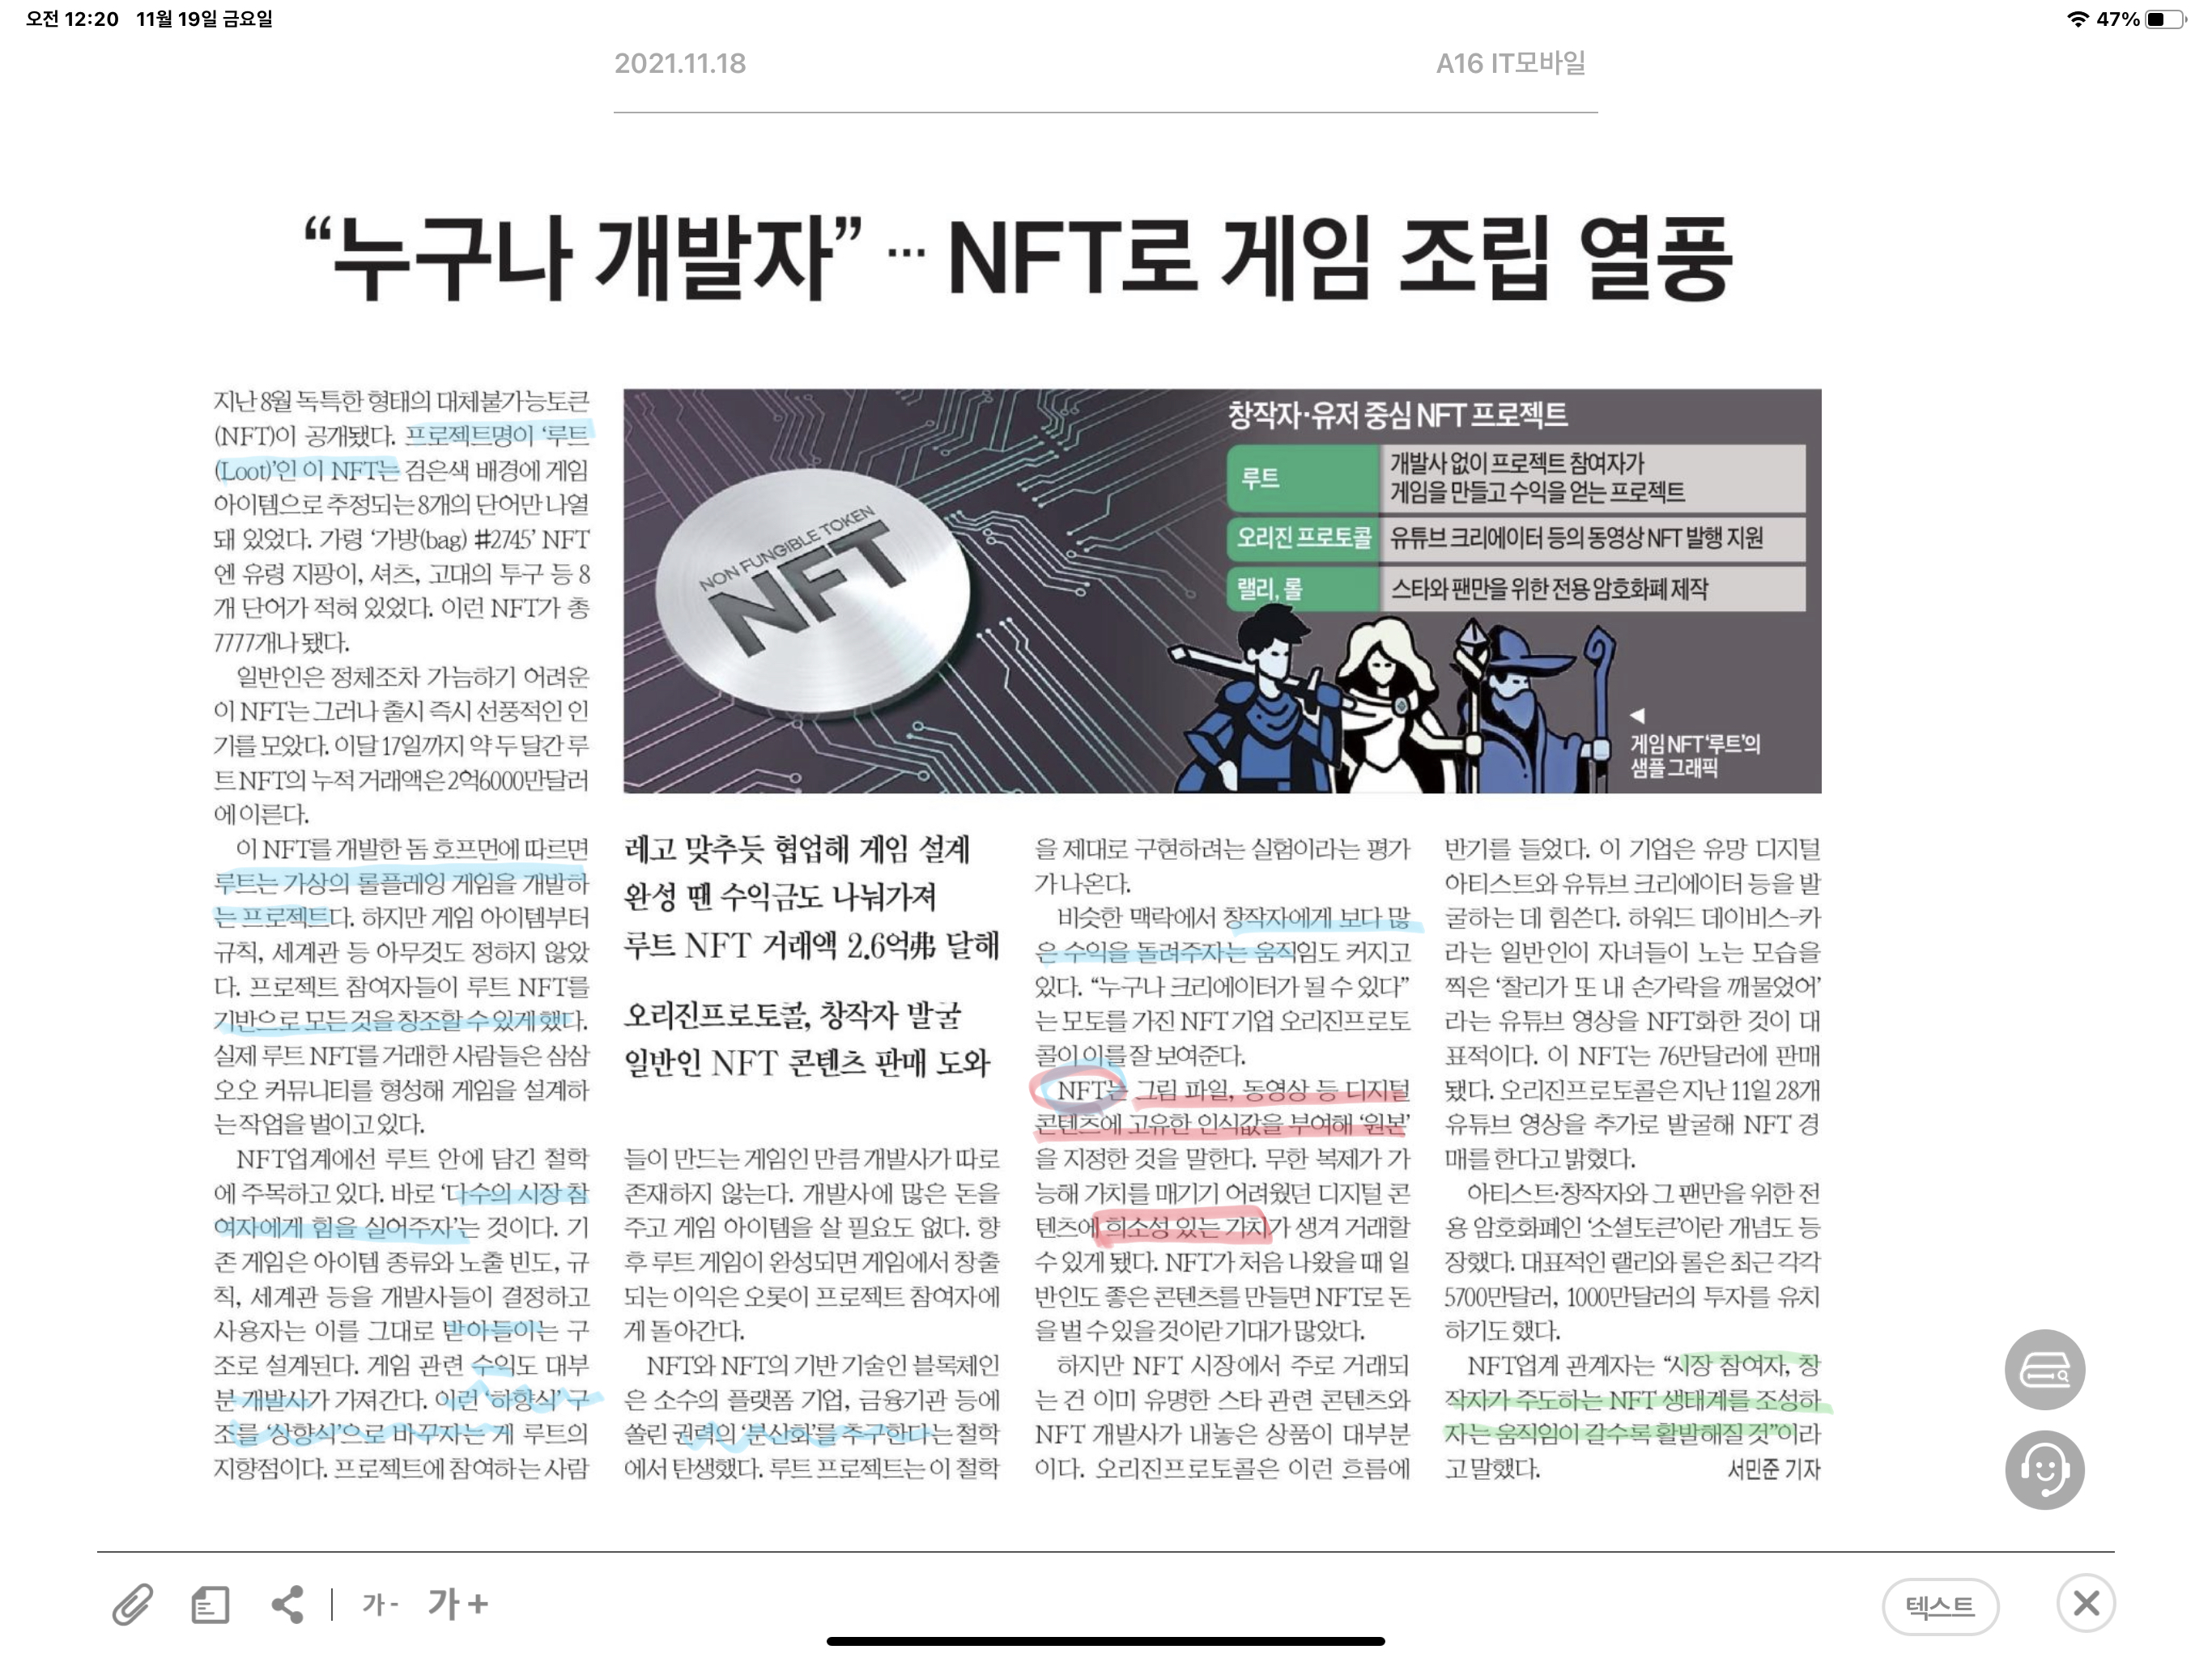 오전 12:20 11월 19일 금요일
47%
2021.11.18
A16 IT모바일
“누구나 개발자” … NFT로 게임 조립 열풍
지난 8월 독특한 형태의 대체불가능토큰
(NFT)이 공개됐다. 프로젝트명이 ‘루트
(Loot)’인 이 NFT는 검은색 배경에 게임
아이템으로 추정되는 8개의 단어만 나열
돼 있었다. 가령 ‘가방(bag) #2745’ NFT
엔 유령 지팡이, 셔츠, 고대의 투구 등 8
개 단어가 적혀 있었다. 이런 NFT가 총
7777개나 됐다.
일반인은 정체조차 가늠하기 어려운
이 NFT는 그러나 출시 즉시 선풍적인 인
기를 모았다. 이달 17일까지 약 두 달간 루
트 NFT의 누적 거래액은 2억6000만달러
에 이른다.
이 NFT를 개발한 돔 호프먼에 따르면
루트는 가상의 롤플레잉 게임을 개발하
는 프로젝트다. 하지만 게임 아이템부터
규칙, 세계관 등 아무것도 정하지 않았
다. 프로젝트 참여자들이 루트 NFT를
기반으로 모든 것을 창조할 수 있게 했다.
실제 루트 NFT를 거래한 사람들은 삼삼
오오 커뮤니티를 형성해 게임을 설계하
는 작업을 벌이고 있다.
NFT업계에선 루트 안에 담긴 철학
에 주목하고 있다. 바로 ‘다수의 시장 참
여자에게 힘을 실어주자’는 것이다. 기
존 게임은 아이템 종류와 노출 빈도, 규
칙, 세계관 등을 개발사들이 결정하고
사용자는 이를 그대로 받아들이는 구
조로 설계된다. 게임 관련 수익도 대부
분 개발사가 가져간다. 이런 ‘하향식’ 구
조를 ‘상향식’으로 바꾸자는 게 루트의
지향점이다. 프로젝트에 참여하는 사람
NON FUNGIBLE TOKEN
NFT
창작자·유저 중심 NFT 프로젝트
루트
개발사 없이 프로젝트 참여자가
게임을 만들고 수익을 얻는 프로젝트
오리진 프로토콜
유튜브 크리에이터 등의 동영상 NFT 발행 지원
랠리, 롤
스타와 팬만을 위한 전용 암호화폐 제작
◀
게임 NFT ‘루트’의
샘플 그래픽
레고 맞추듯 협업해 게임 설계
완성 땐 수익금도 나눠가져
루트 NFT 거래액 2.6억弗 달해
오리진프로토콜, 창작자 발굴
일반인 NFT 콘텐츠 판매 도와
들이 만드는 게임인 만큼 개발사가 따로
존재하지 않는다. 개발사에 많은 돈을
주고 게임 아이템을 살 필요도 없다. 향
후 루트 게임이 완성되면 게임에서 창출
되는 이익은 오롯이 프로젝트 참여자에
게 돌아간다.
NFT와 NFT의 기반 기술인 블록체인
은 소수의 플랫폼 기업, 금융기관 등에
쏠린 권력의 ‘분산화’를 추구한다는 철학
에서 탄생했다. 루트 프로젝트는 이 철학
을 제대로 구현하려는 실험이라는 평가
가 나온다.
비슷한 맥락에서 창작자에게 보다 많
은 수익을 돌려주자는 움직임도 커지고
있다. “누구나 크리에이터가 될 수 있다”
는 모토를 가진 NFT 기업 오리진프로토
콜이 이를 잘 보여준다.
NFT는 그림 파일, 동영상 등 디지털
콘텐츠에 고유한 인식값을 부여해 ‘원본’
을 지정한 것을 말한다. 무한 복제가 가
능해 가치를 매기기 어려웠던 디지털 콘
텐츠에 희소성 있는 가치가 생겨 거래할
수 있게 됐다. NFT가 처음 나왔을 때 일
반인도 좋은 콘텐츠를 만들면 NFT로 돈
을 벌 수 있을 것이란 기대가 많았다.
하지만 NFT 시장에서 주로 거래되
는 건 이미 유명한 스타 관련 콘텐츠와
NFT 개발사가 내놓은 상품이 대부분
이다. 오리진프로토콜은 이런 흐름에
반기를 들었다. 이 기업은 유망 디지털
아티스트와 유튜브 크리에이터 등을 발
굴하는 데 힘쓴다. 하워드 데이비스-카
라는 일반인이 자녀들이 노는 모습을
찍은 ‘찰리가 또 내 손가락을 깨물었어’
라는 유튜브 영상을 NFT화한 것이 대
표적이다. 이 NFT는 76만달러에 판매
됐다. 오리진프로토콜은 지난 11일 28개
유튜브 영상을 추가로 발굴해 NFT 경
매를 한다고 밝혔다.
아티스트·창작자와 그 팬만을 위한 전
용 암호화폐인 ‘소셜토큰’이란 개념도 등
장했다. 대표적인 랠리와 롤은 최근 각각
5700만달러, 1000만달러의 투자를 유치
하기도 했다.
NFT업계 관계자는 “시장 참여자, 창
작자가 주도하는 NFT 생태계를 조성하
자는 움직임이 갈수록 활발해질 것”이라
고 말했다.
서민준 기자
가- 가+
텍스트